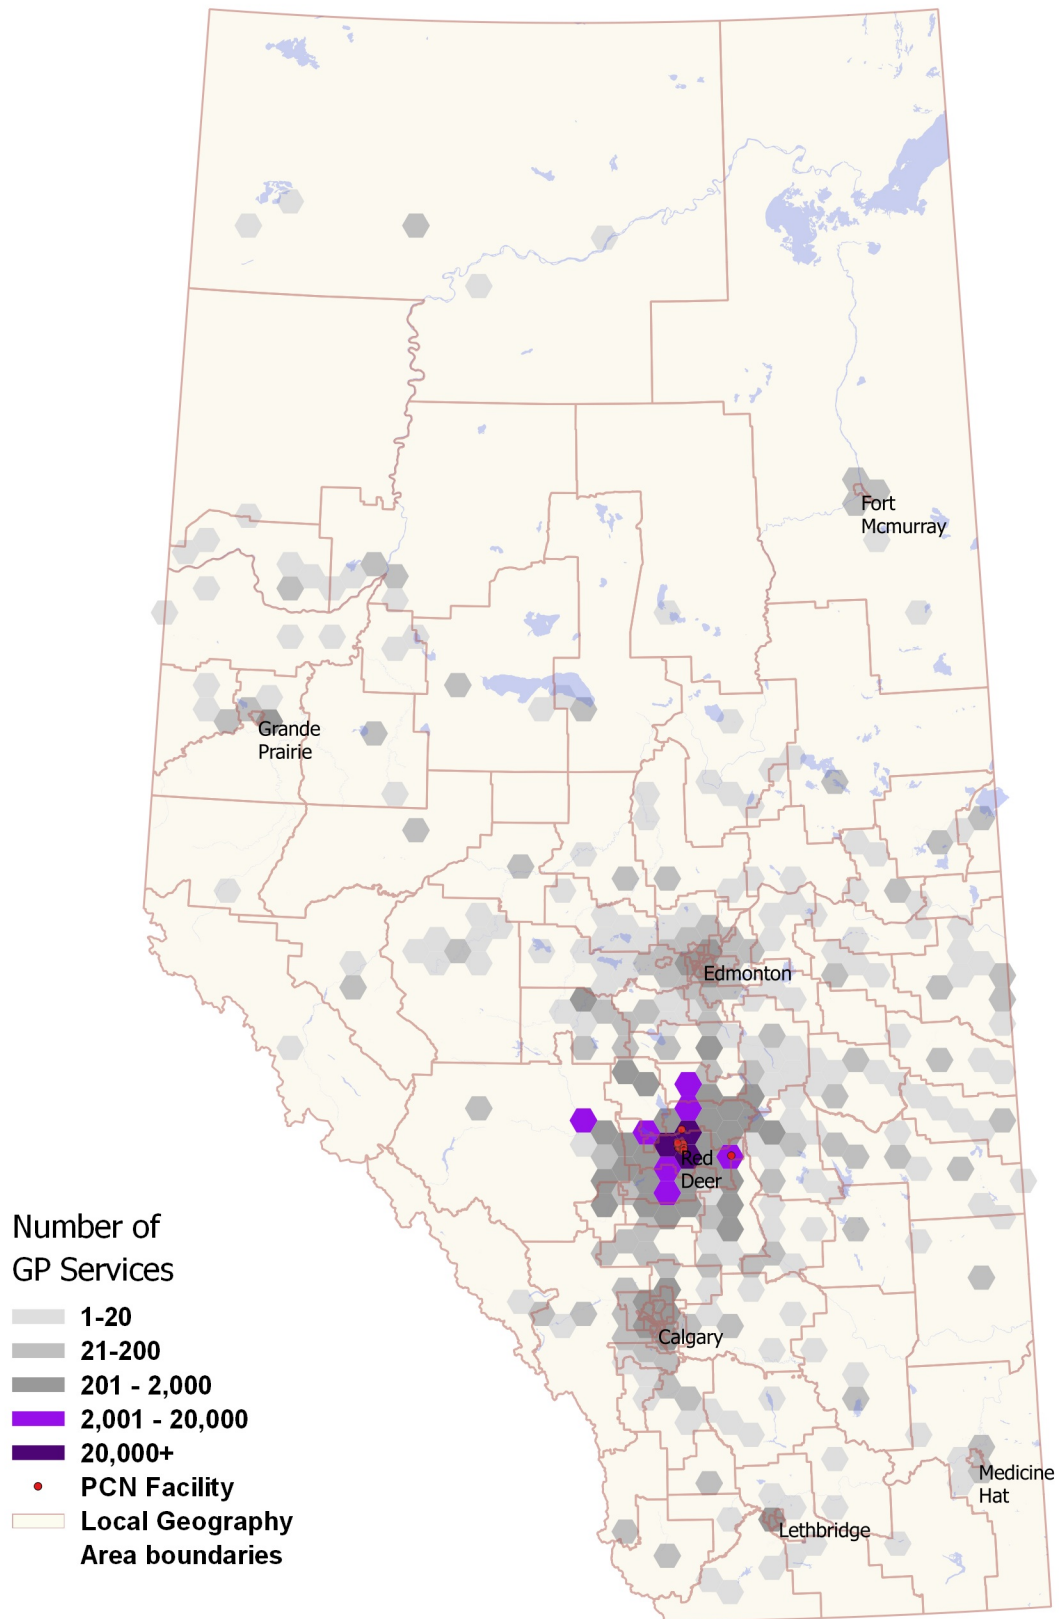 Fort
Mcmurray
Grande
Prairie
Edmonton
Red
Deer
Number of
GP Services
1-20
21-200
201 - 2,000
2,001 - 20,000
20,000+
PCN Facility
Local Geography
Area boundaries
Calgary
Medicine
Hat
Lethbridge